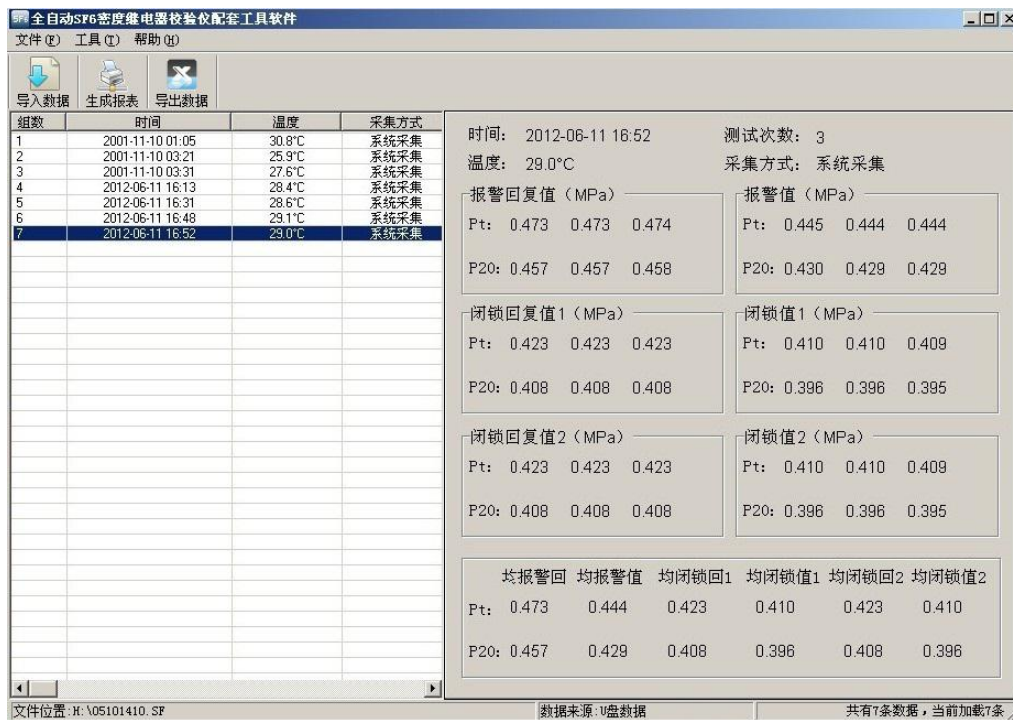 SF6 全自动SF6密度继电器校验仪配套工具软件
文件(F) 工具(T) 帮助(H)
导入数据 生成报表 导出数据
组数 时间 温度 采集方式
1 2001-11-10 01:05 30.8°C 系统采集
2 2001-11-10 03:21 25.9°C 系统采集
3 2001-11-10 03:31 27.6°C 系统采集
4 2012-06-11 16:13 28.4°C 系统采集
5 2012-06-11 16:31 28.6°C 系统采集
6 2012-06-11 16:48 29.1°C 系统采集
7 2012-06-11 16:52 29.0°C 系统采集
时间: 2012-06-11 16:52 测试次数: 3
温度: 29.0°C 采集方式: 系统采集
报警回复值(MPa)
Pt: 0.473 0.473 0.474
P20: 0.457 0.457 0.458
报警值(MPa)
Pt: 0.445 0.444 0.444
P20: 0.430 0.429 0.429
闭锁回复值1(MPa)
Pt: 0.423 0.423 0.423
P20: 0.408 0.408 0.408
闭锁值1(MPa)
Pt: 0.410 0.410 0.409
P20: 0.396 0.396 0.395
闭锁回复值2(MPa)
Pt: 0.423 0.423 0.423
P20: 0.408 0.408 0.408
闭锁值2(MPa)
Pt: 0.410 0.410 0.409
P20: 0.396 0.396 0.395
均报警回 均报警值 均闭锁回1 均闭锁值1 均闭锁回2 均闭锁值2
Pt: 0.473 0.444 0.423 0.410 0.423 0.410
P20: 0.457 0.429 0.408 0.396 0.408 0.396
文件位置:H:\05101410.SF 数据来源:U盘数据 共有7条数据,当前加载7条